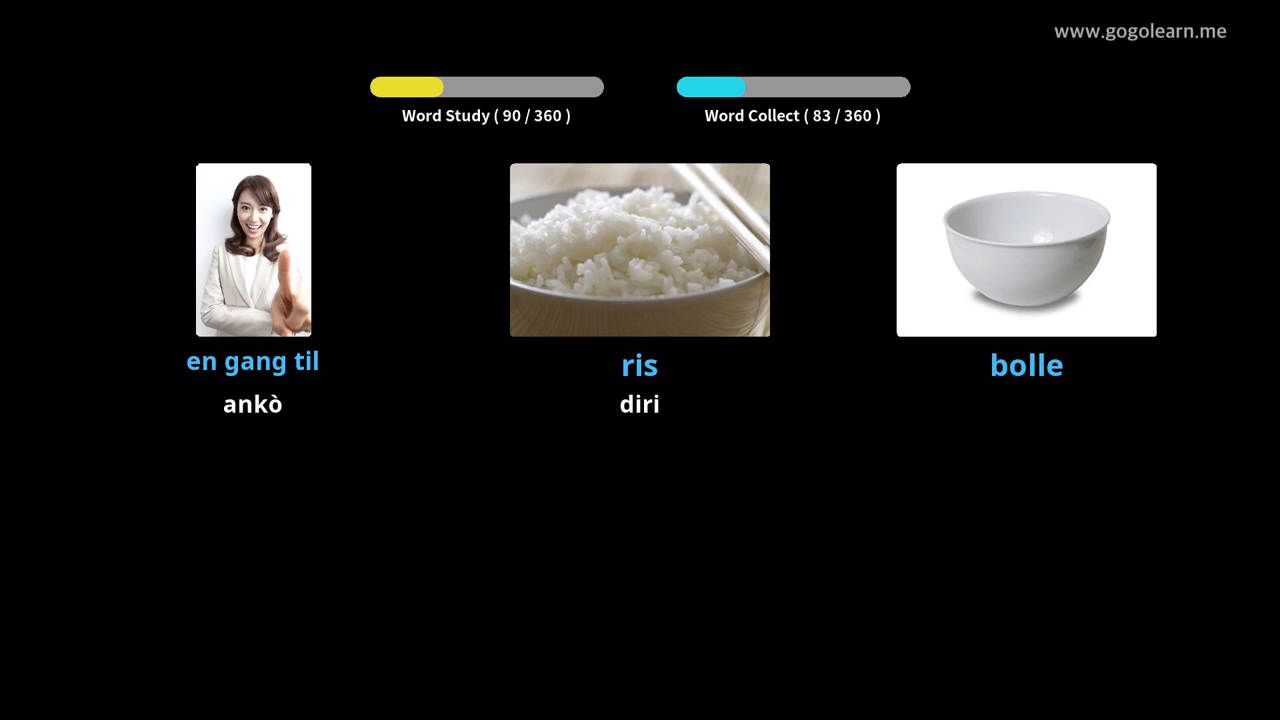 www.gogolearn.me
Word Study ( 90 / 360 )
Word Collect ( 83 / 360 )
en gang til
ris
bolle
ankò
diri